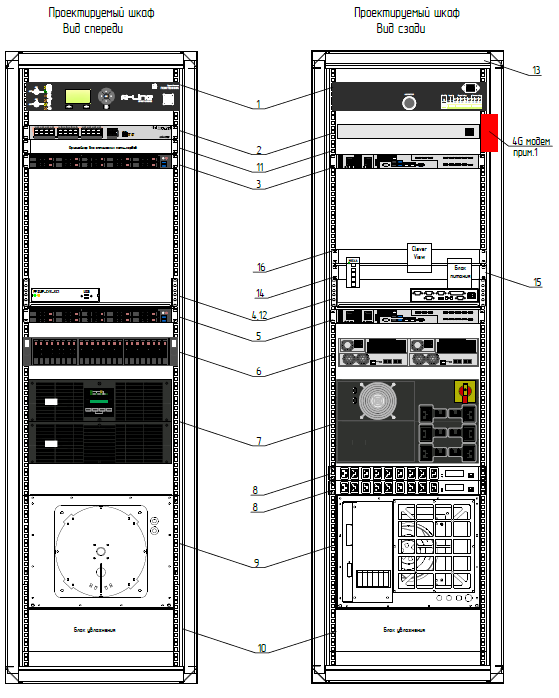 Проектируемый шкаф
Вид спереди
Проектируемый шкаф
Вид сзади
13
1
4G модем
прим.1
2
11
3
Clever
View
16
Блок
питания
15
14
4,12
5
6
7
8
8
9
10
Блок увлажнения
Блок увлажнения